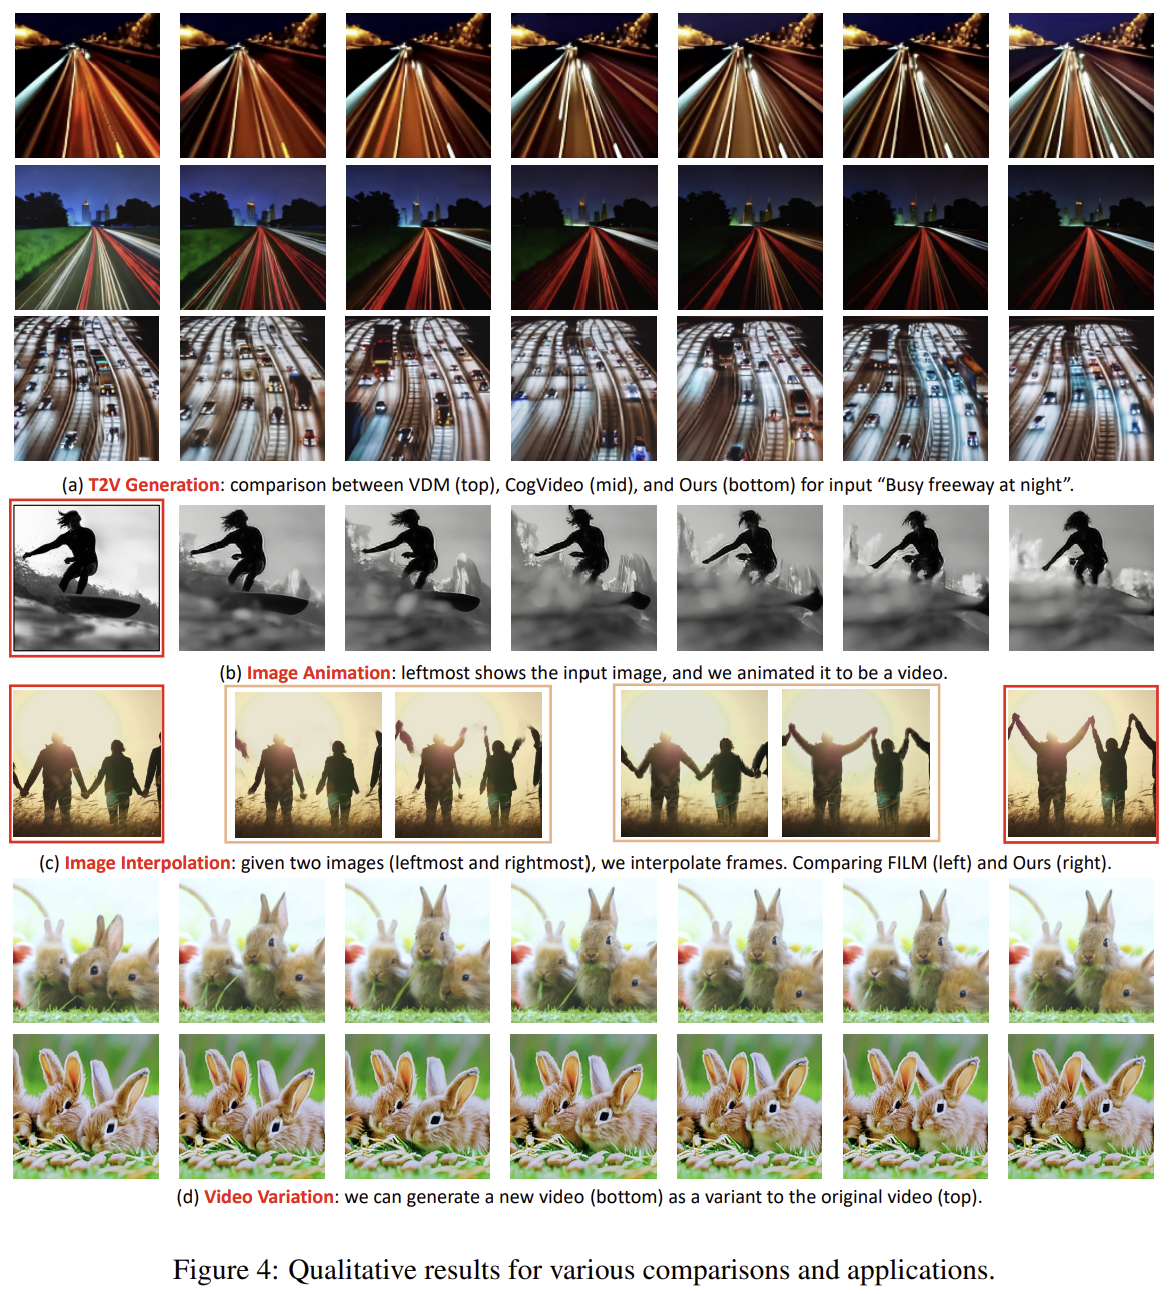 (a) T2V Generation: comparison between VDM (top), CogVideo (mid), and Ours (bottom) for input “Busy freeway at night”.
(b) Image Animation: leftmost shows the input image, and we animated it to be a video.
(c) Image Interpolation: given two images (leftmost and rightmost), we interpolate frames. Comparing FILM (left) and Ours (right).
(d) Video Variation: we can generate a new video (bottom) as a variant to the original video (top).
Figure 4: Qualitative results for various comparisons and applications.